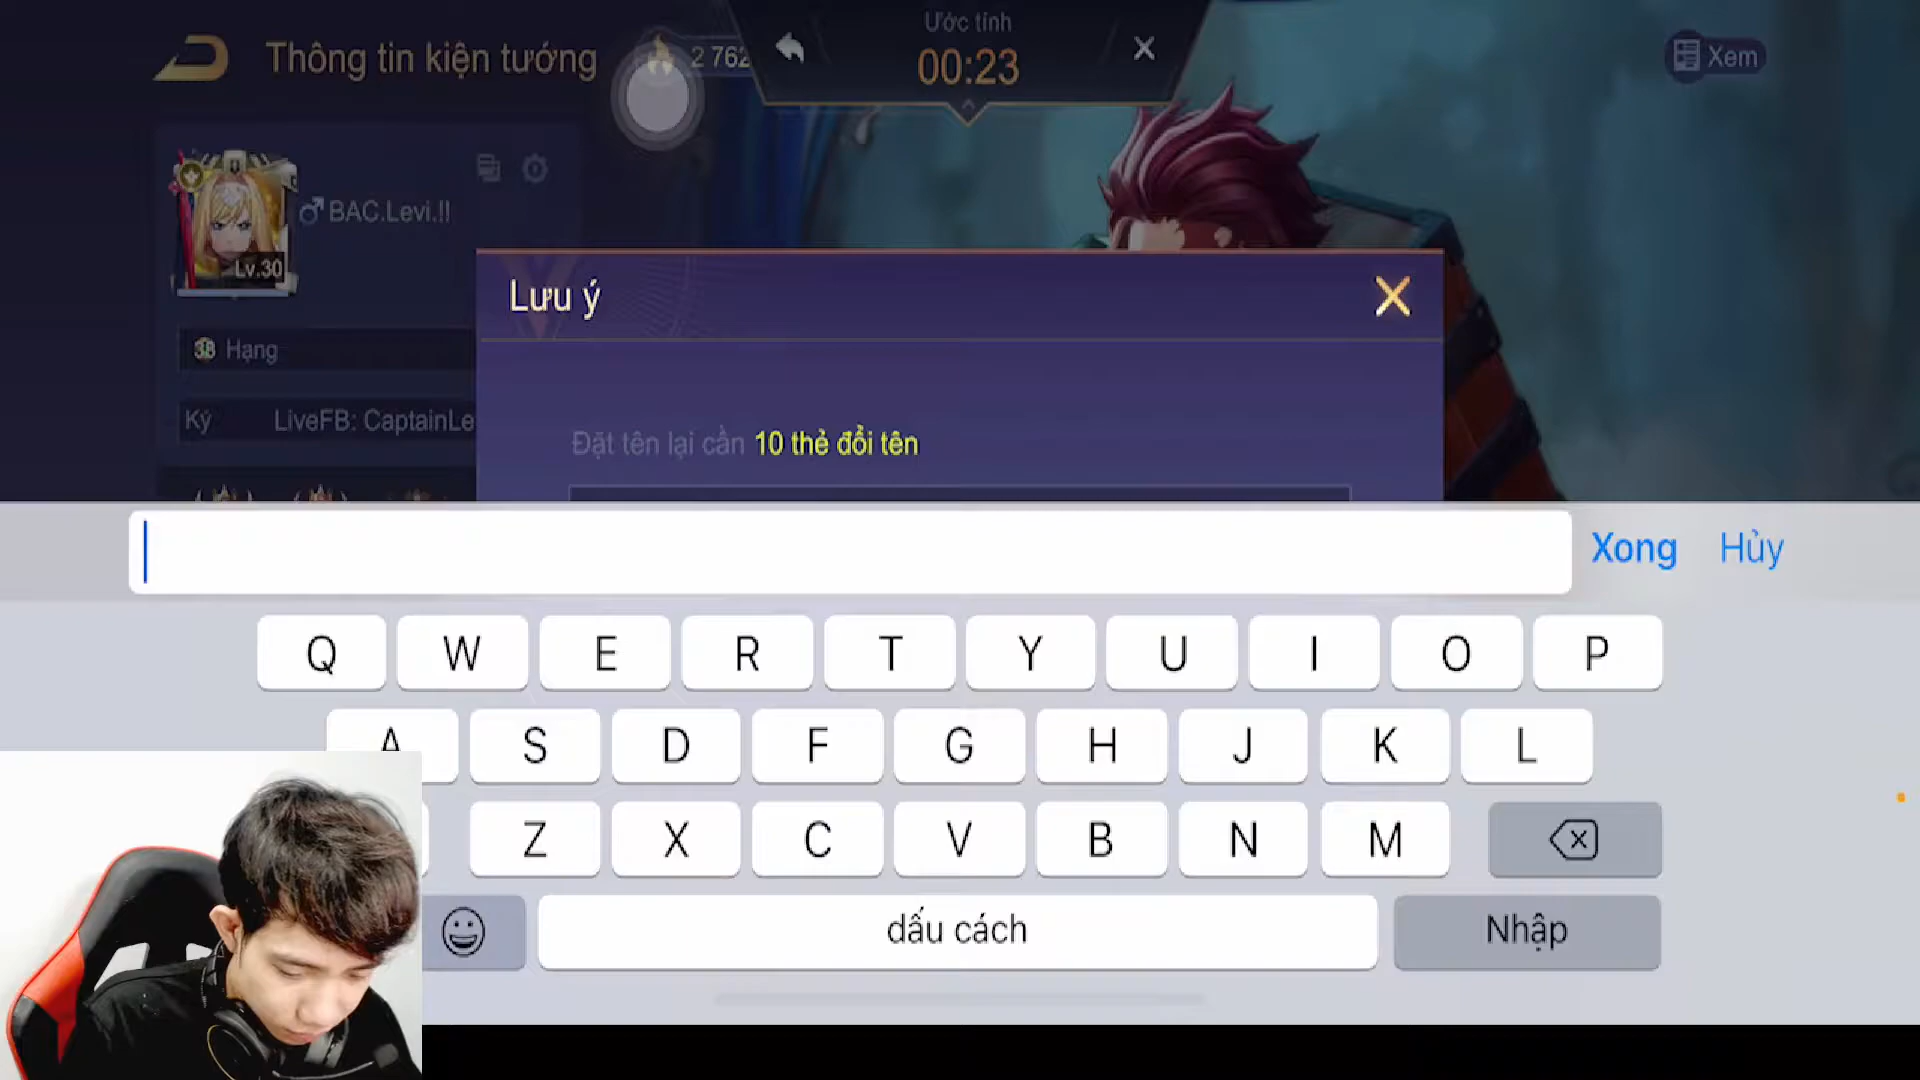 Thông tin kiện tướng
2 762
Ước tính
00:23
Xem
BAC.Levi.!!
Lv.30
Lưu ý
38 Hạng
Ký LiveFB: CaptainLe
Đặt tên lại cần 10 thẻ đổi tên
Xong Hủy
Q W E R T Y U I O P
A S D F G H J K L
Z X C V B N M
dấu cách Nhập